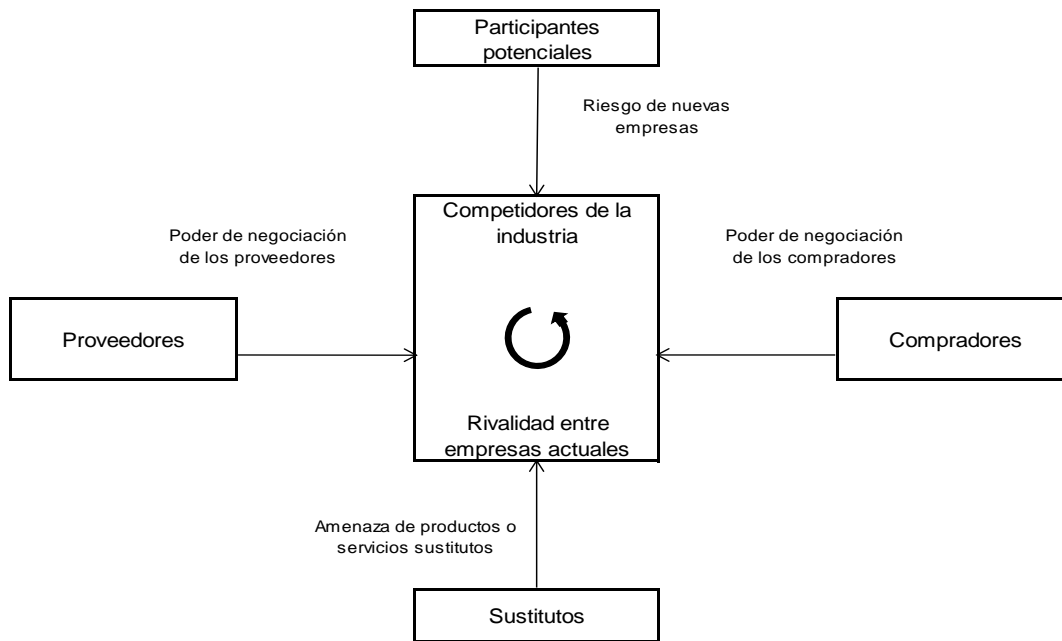 Participantes
potenciales
Riesgo de nuevas
empresas
Competidores de la
industria
Poder de negociación
de los proveedores
Poder de negociación
de los compradores
Proveedores
Compradores
Rivalidad entre
empresas actuales
Amenaza de productos o
servicios sustitutos
Sustitutos